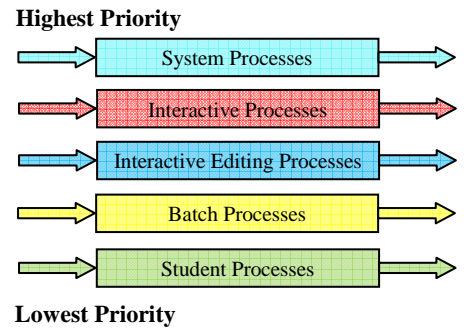 Highest Priority
System Processes
Interactive Processes
Interactive Editing Processes
Batch Processes
Student Processes
Lowest Priority